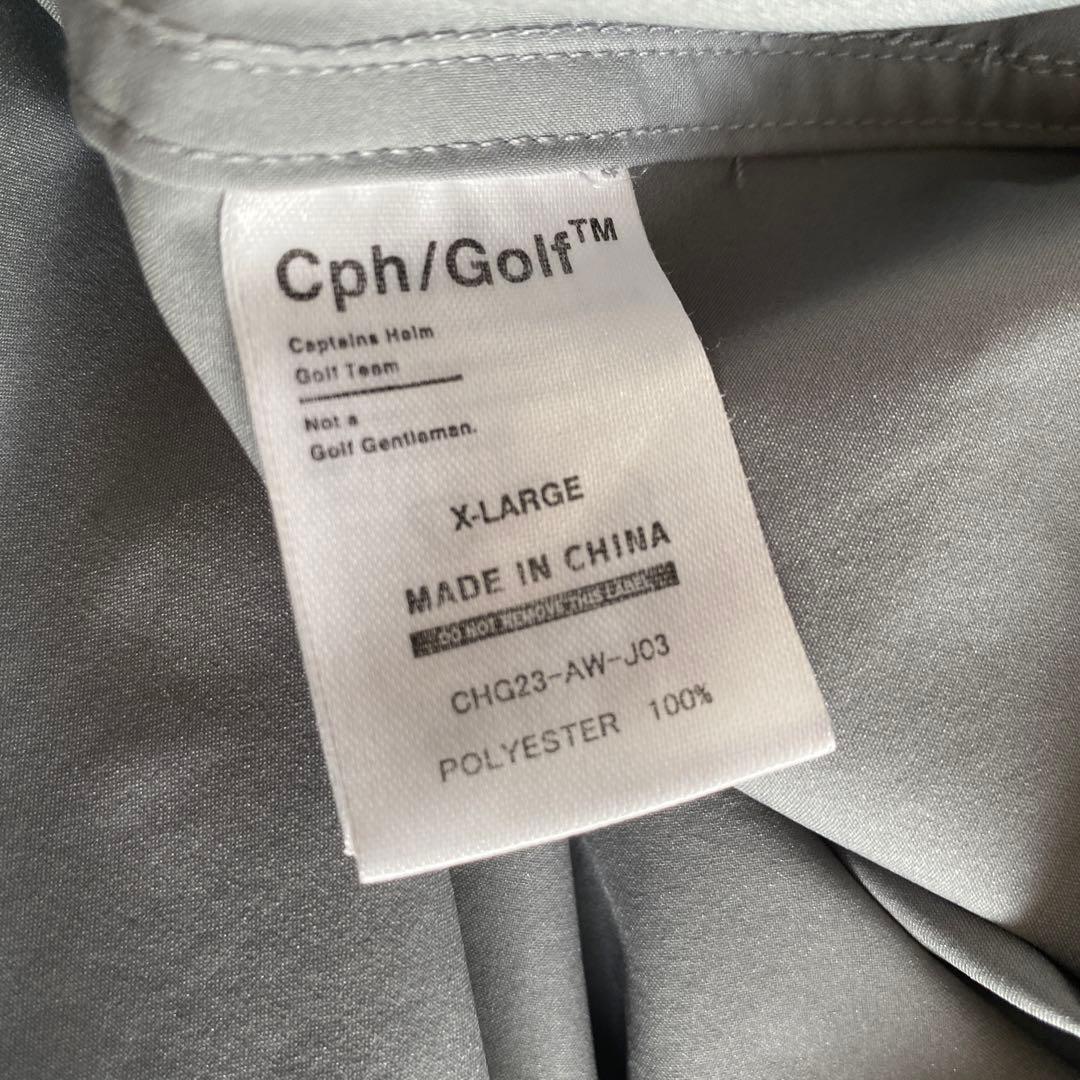 Cph/Golf™
Captains Helm
Golf Team
Not a
Golf Gentleman.
X-LARGE
MADE IN CHINA
DO NOT REMOVE THIS LABEL
CHG23-AW-J03
POLYESTER 100%